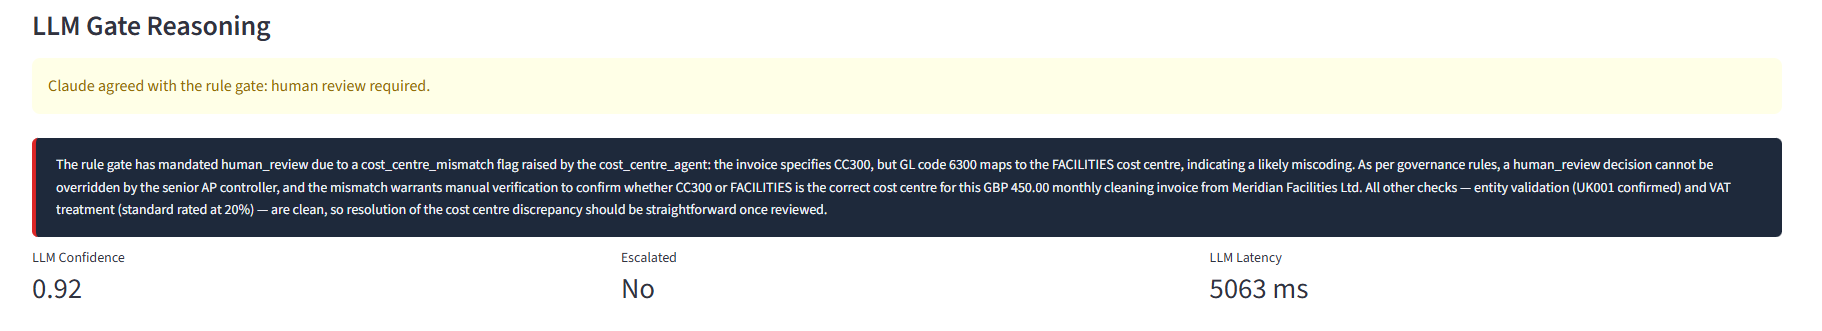 LLM Gate Reasoning
Claude agreed with the rule gate: human review required.
The rule gate has mandated human_review due to a cost_centre_mismatch flag raised by the cost_centre_agent: the invoice specifies CC300, but GL code 6300 maps to the FACILITIES cost centre, indicating a likely miscoding. As per governance rules, a human_review decision cannot be
overridden by the senior AP controller, and the mismatch warrants manual verification to confirm whether CC300 or FACILITIES is the correct cost centre for this GBP 450.00 monthly cleaning invoice from Meridian Facilities Ltd. All other checks — entity validation (UK001 confirmed) and VAT
treatment (standard rated at 20%) — are clean, so resolution of the cost centre discrepancy should be straightforward once reviewed.
LLM Confidence
0.92
Escalated
No
LLM Latency
5063 ms